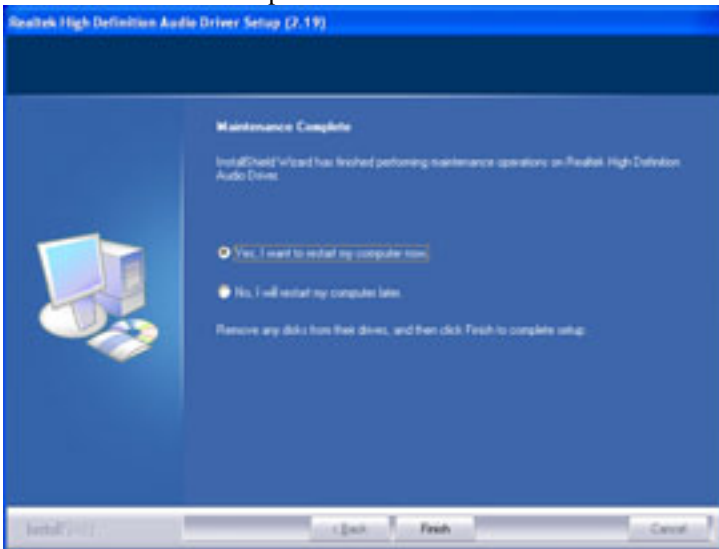 Realtek High Definition Audio Driver Setup (2.19)
Maintenance Complete
InstallShield Wizard has finished performing maintenance operations on Realtek High Definition
Audio Driver.
Yes, I want to restart my computer now.
No, I will restart my computer later.
Remove any disks from their drives, and then click Finish to complete setup.
InstallShield
< Back
Finish
Cancel